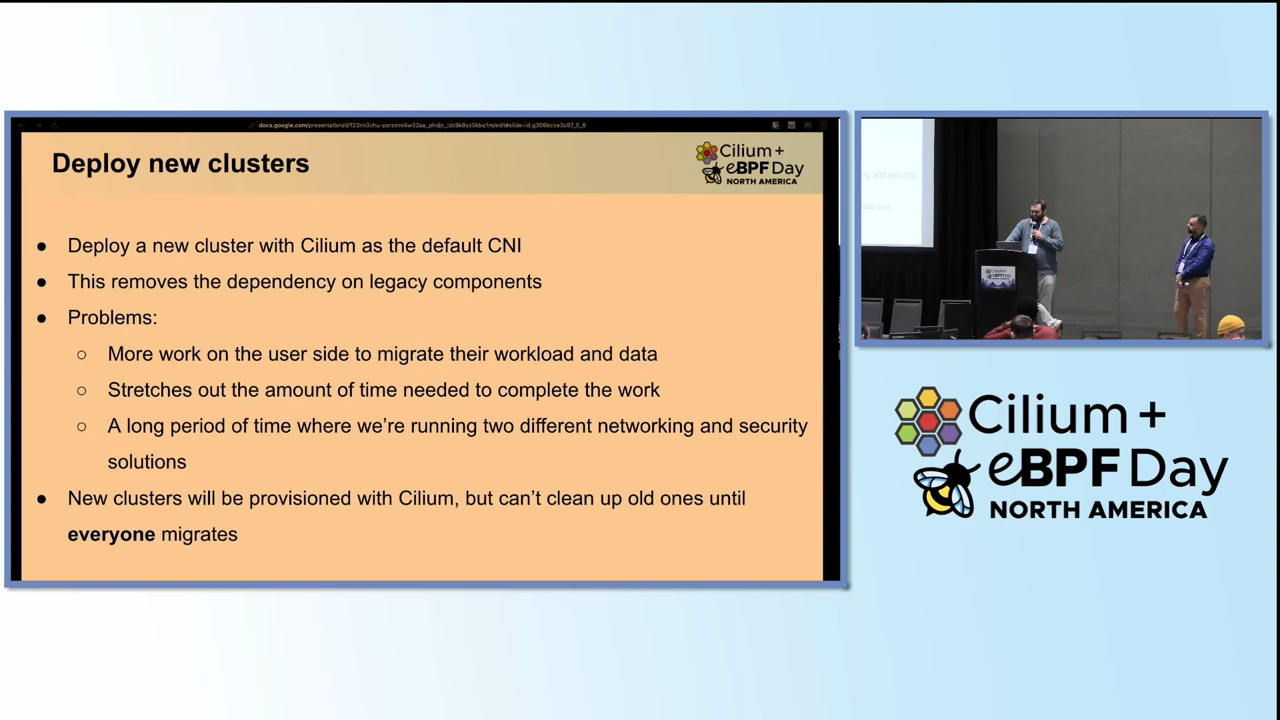 Deploy new clusters
Cilium +
eBPF Day
NORTH AMERICA
● Deploy a new cluster with Cilium as the default CNI
● This removes the dependency on legacy components
● Problems:
○ More work on the user side to migrate their workload and data
○ Stretches out the amount of time needed to complete the work
○ A long period of time where we’re running two different networking and security
solutions
● New clusters will be provisioned with Cilium, but can’t clean up old ones until
everyone migrates
ng and security
until
Cilium +
eBPF Day
NORTH AMERICA